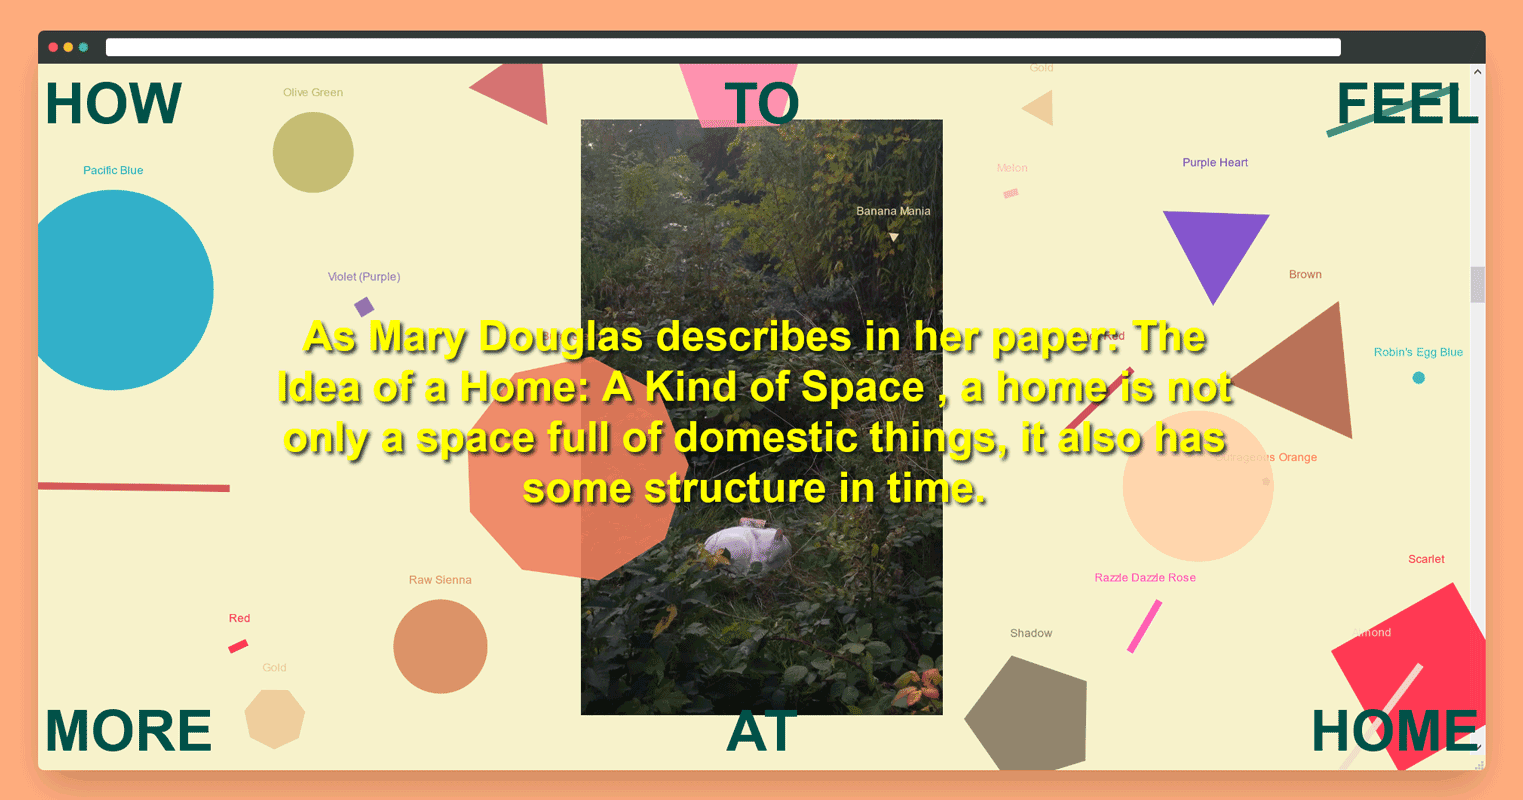 HOW
TO
FEEL
Gold
Olive Green
Pacific Blue
Melon
Purple Heart
Banana Mania
Violet (Purple)
Brown
Robin's Egg Blue
As Mary Douglas describes in her paper: The
Idea of a Home: A Kind of Space , a home is not
only a space full of domestic things, it also has
some structure in time.
Red
Outrageous Orange
Scarlet
Razzle Dazzle Rose
Raw Sienna
Red
Shadow
Gold
MORE
AT
HOME